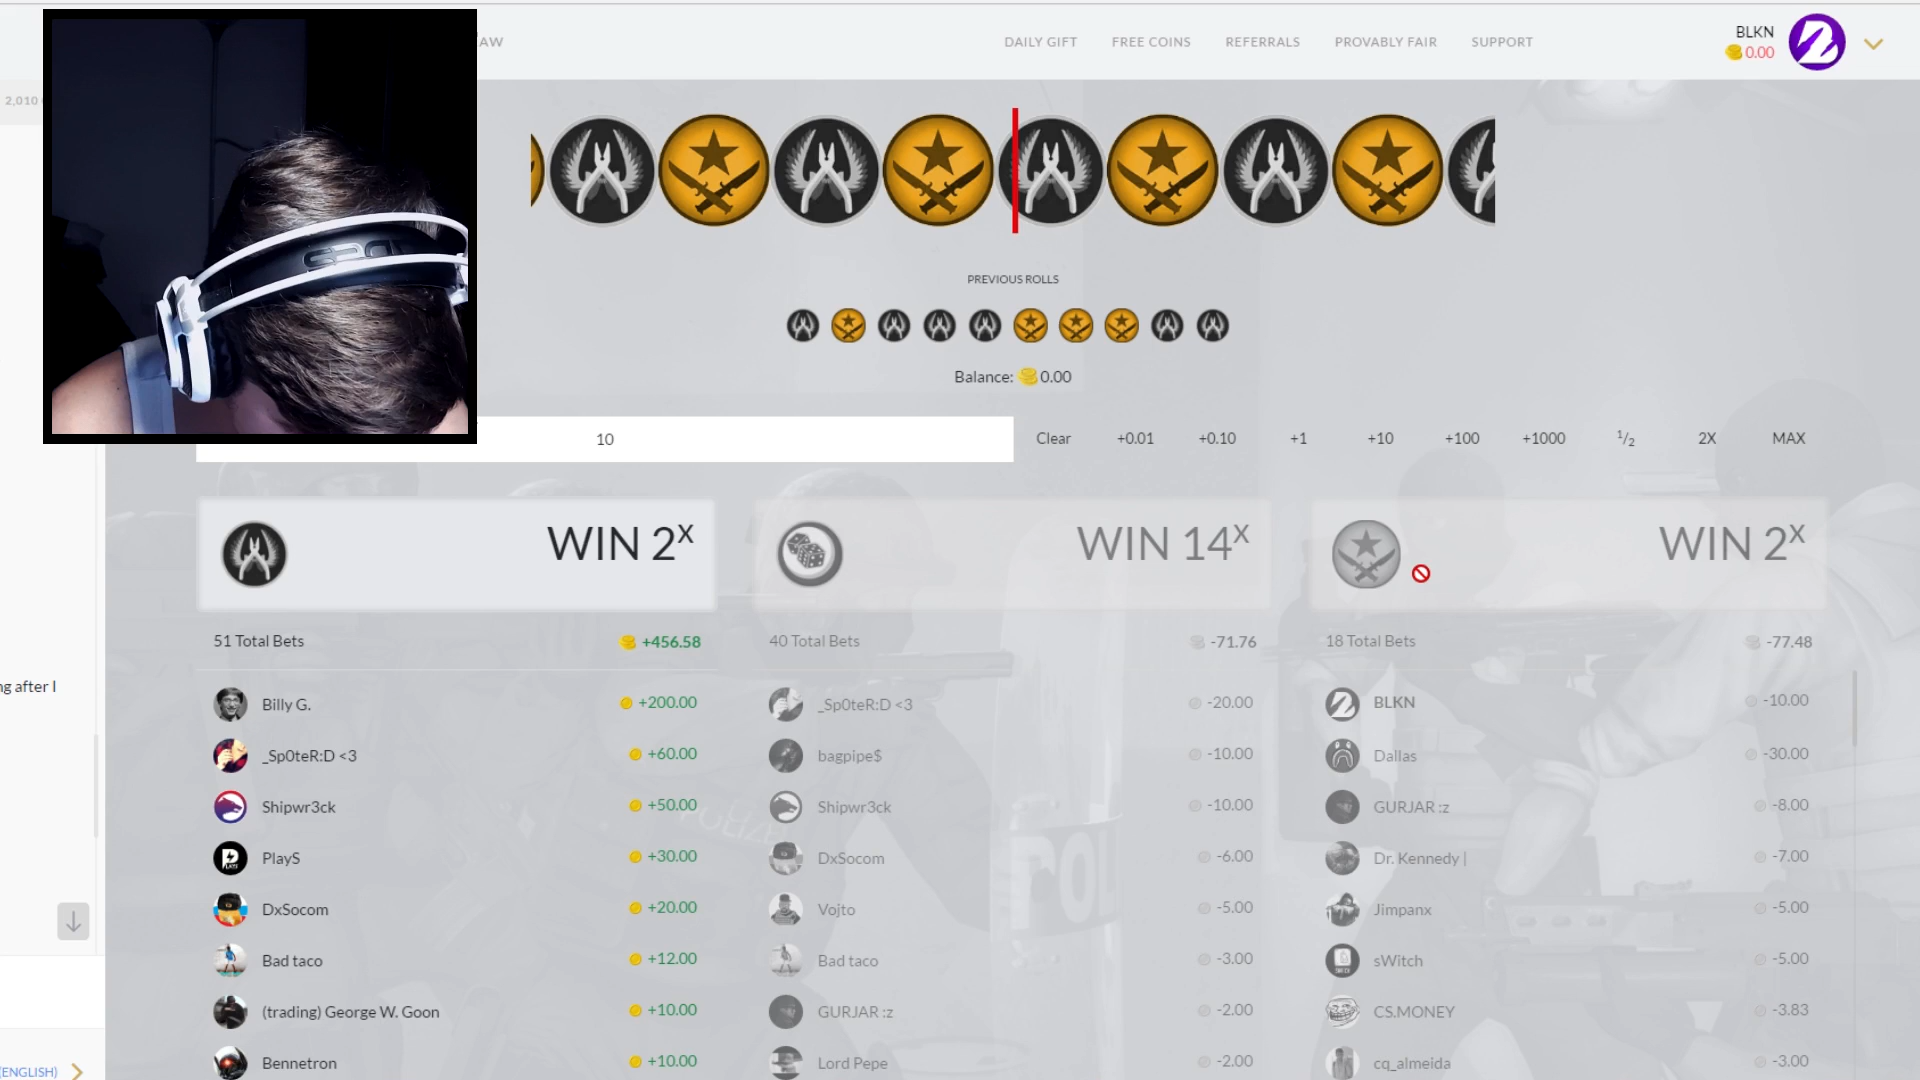 AW
DAILY GIFT
FREE COINS
REFERRALS
PROVABLY FAIR
SUPPORT
BLKN
0.00
2,010
PREVIOUS ROLLS
Balance: 0.00
10
Clear
+0.01
+0.10
+1
+10
+100
+1000
1/2
2X
MAX
WIN 2X
WIN 14X
WIN 2X
51 Total Bets
+456.58
40 Total Bets
-71.76
18 Total Bets
-77.48
ng after I
Billy G.
+200.00
_Sp0teR:D <3
-20.00
BLKN
-10.00
_Sp0teR:D <3
+60.00
bagpipe$
-10.00
Dallas
-30.00
Shipwr3ck
+50.00
Shipwr3ck
-10.00
GURJAR :z
-8.00
PlayS
+30.00
DxSocom
-6.00
Dr. Kennedy |
-7.00
DxSocom
+20.00
Vojto
-5.00
Jimpanx
-5.00
Bad taco
+12.00
Bad taco
-3.00
sWitch
-5.00
(trading) George W. Goon
+10.00
GURJAR :z
-2.00
CS.MONEY
-3.83
Bennetron
+10.00
Lord Pepe
-2.00
cq_almeida
-3.00
(ENGLISH)